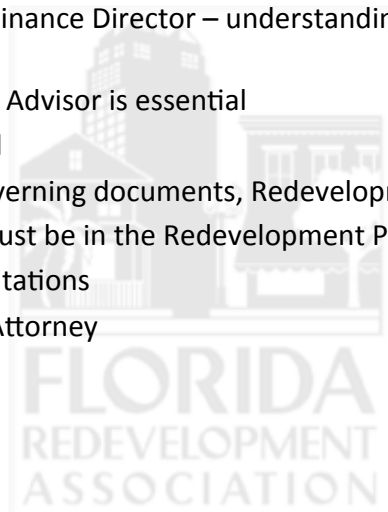 inance Director – understandin
Advisor is essential
verning documents, Redevelopr
ust be in the Redevelopment P
tations
Attorney
FLORIDA
REDEVELOPMENT
ASSOCIATION